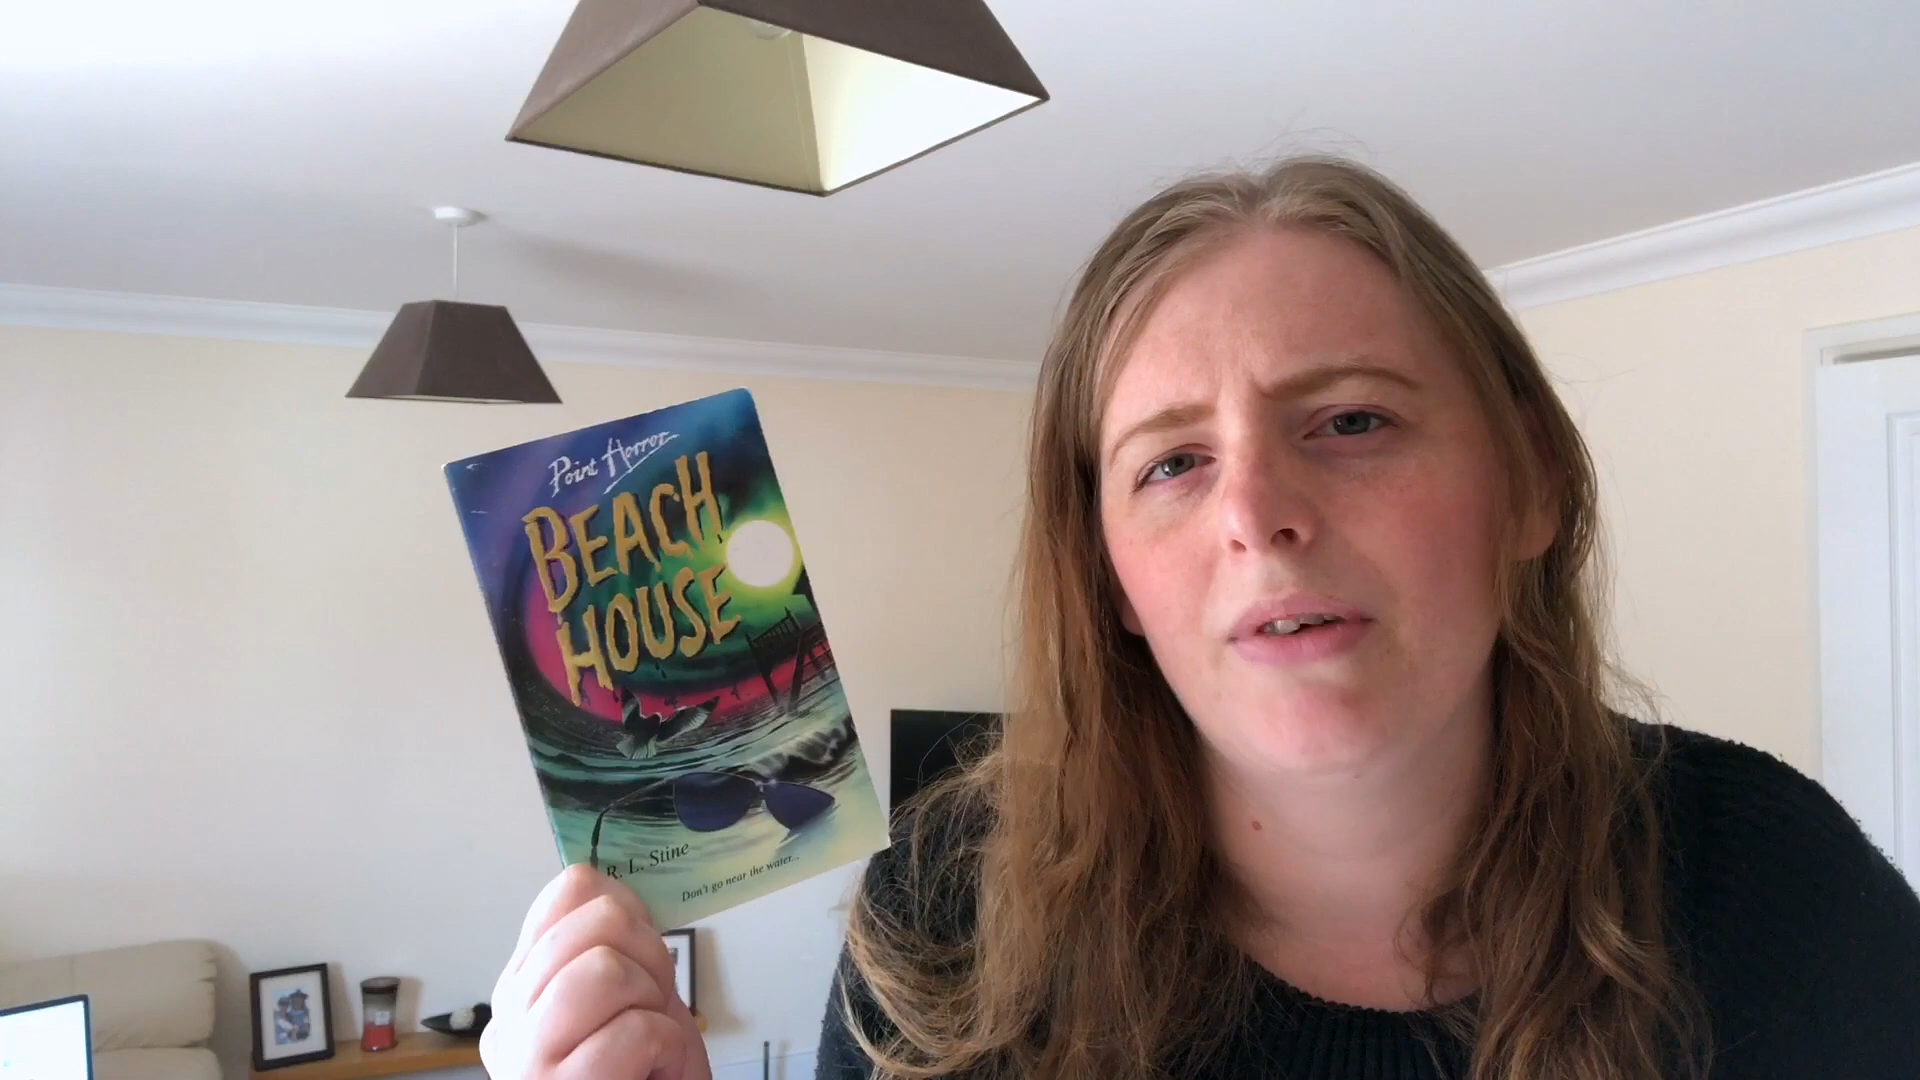 Point Horror
BEACH
HOUSE
R. L. Stine
Don't go near the water...